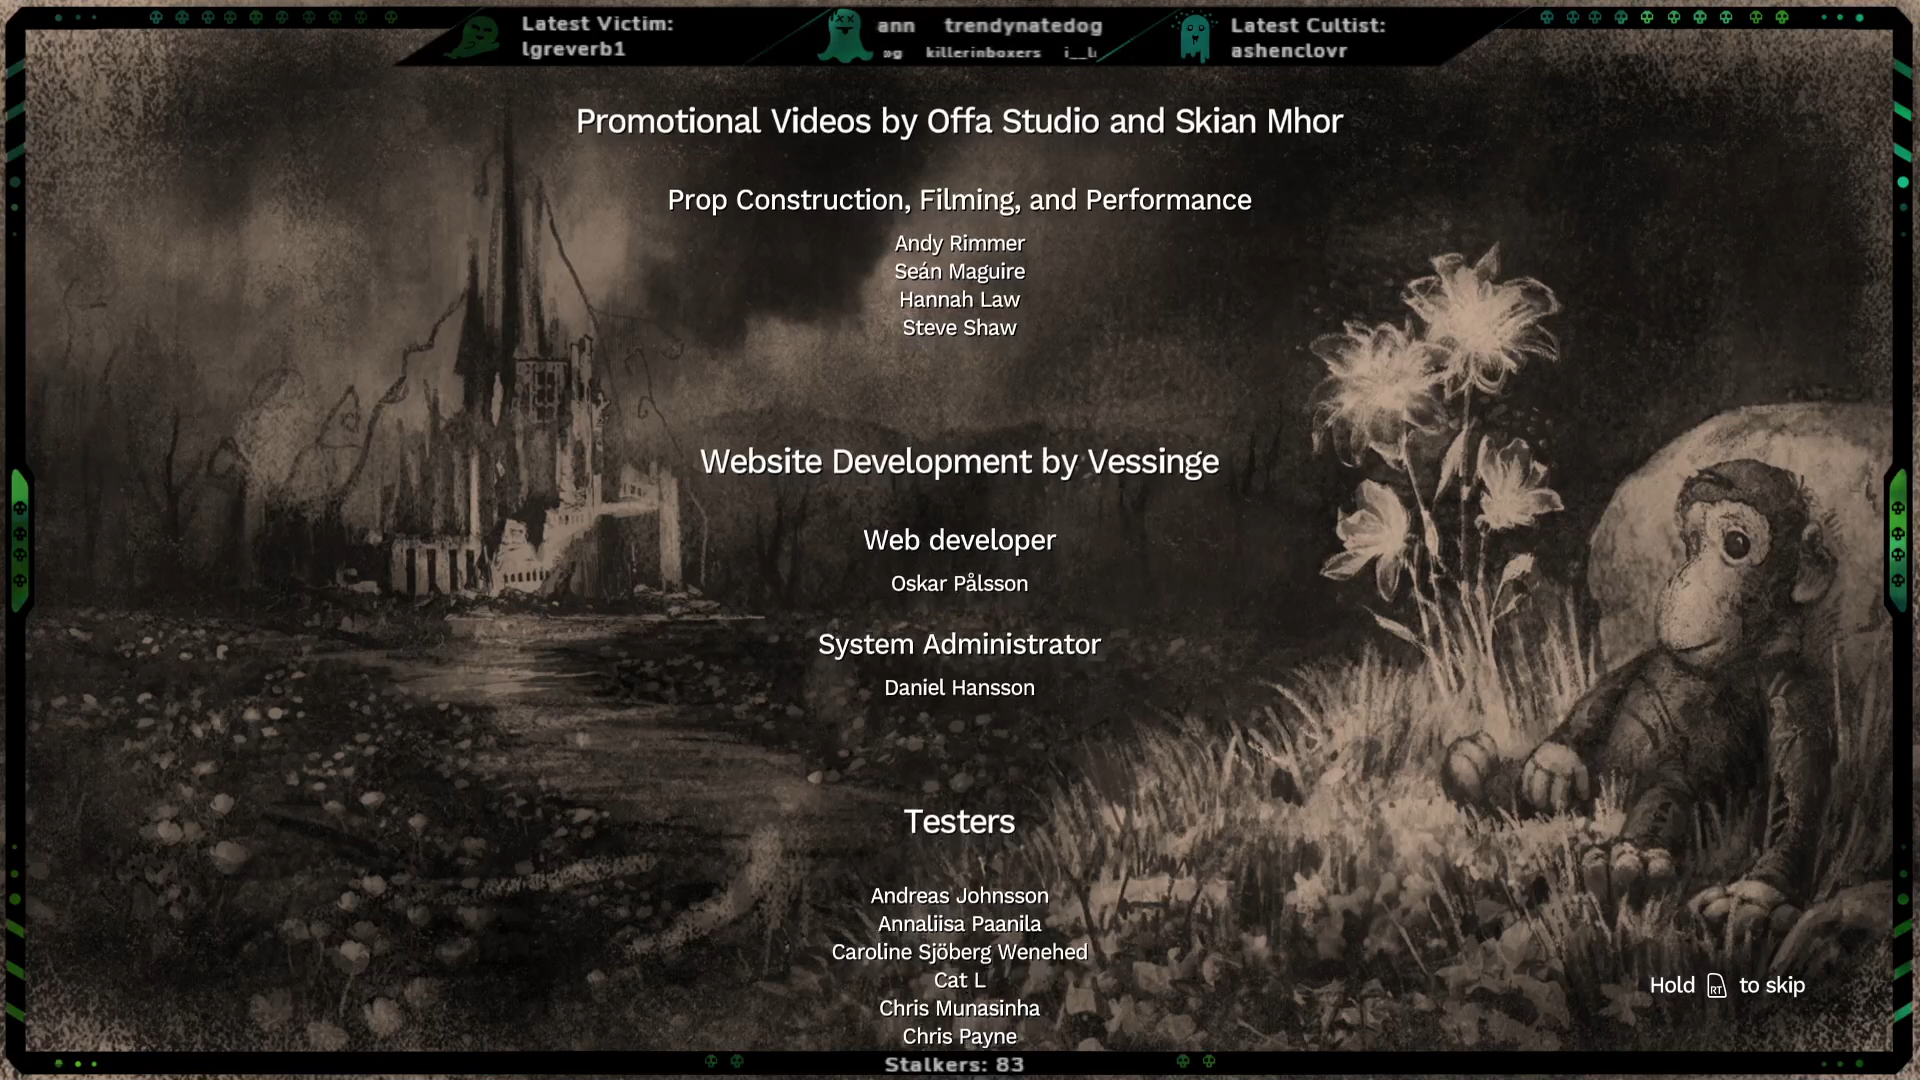 Latest Victim:
lgreverb1
ann trendynatedog
killerinboxers
Latest Cultist:
ashenclovr
Promotional Videos by Offa Studio and Skian Mhor
Prop Construction, Filming, and Performance
Andy Rimmer
Seán Maguire
Hannah Law
Steve Shaw
Website Development by Vessinge
Web developer
Oskar Pålsson
System Administrator
Daniel Hansson
Testers
Andreas Johnsson
Annaliisa Paanila
Caroline Sjöberg Wenehed
Cat L
Chris Munasinha
Chris Payne
Hold RT to skip
Stalkers: 83